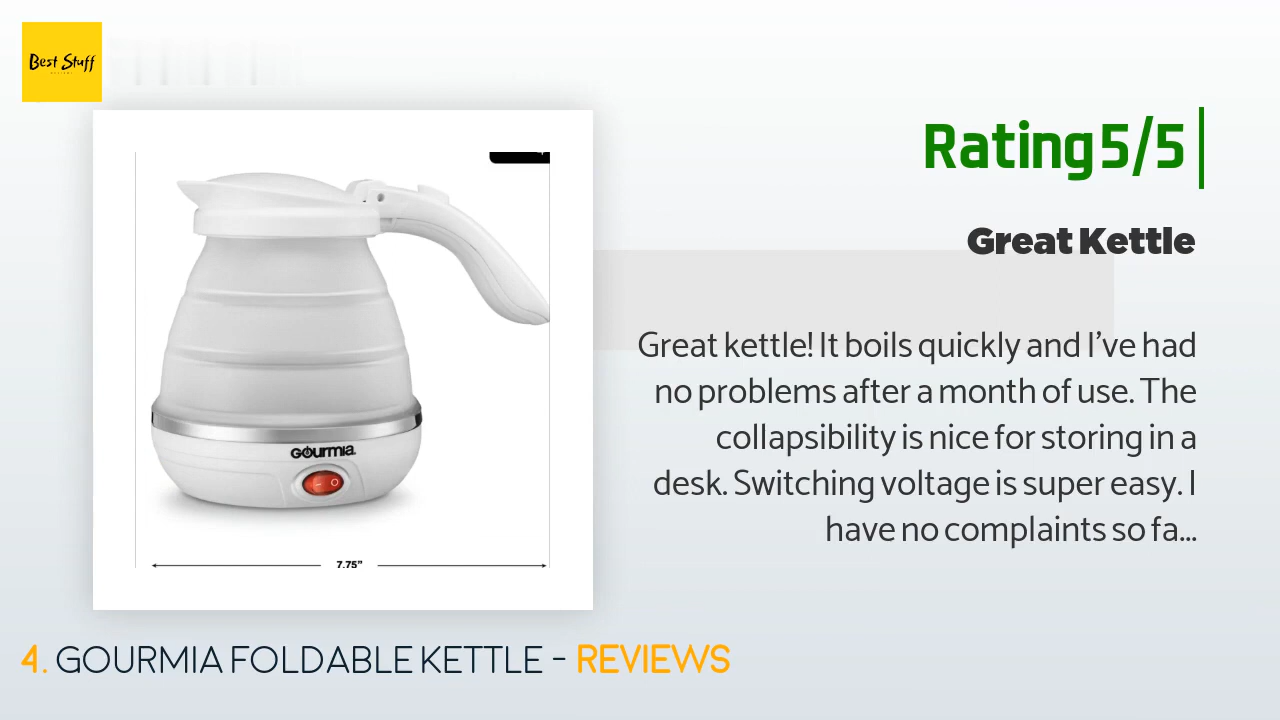 Best Stuff
Rating 5/5
Great Kettle
Great kettle! It boils quickly and I've had
no problems after a month of use. The
collapsibility is nice for storing in a
desk. Switching voltage is super easy. I
have no complaints so fa...
GOURMIA.
7.75"
4. GOURMIA FOLDABLE KETTLE - REVIEWS